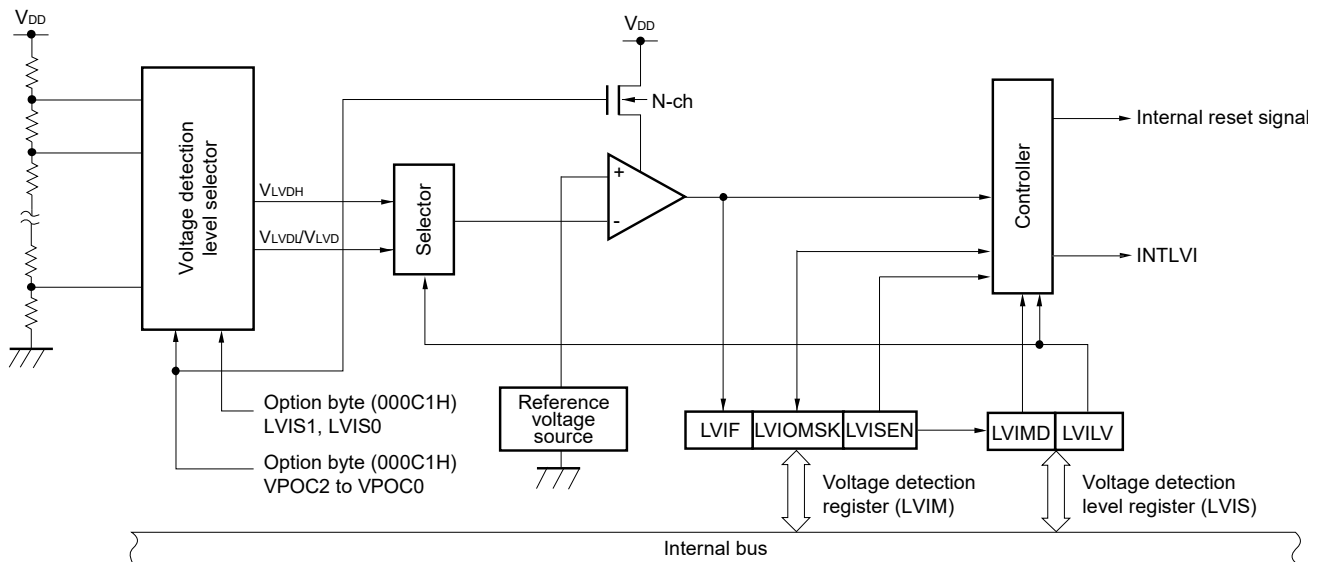 VDD
VDD
N-ch
Voltage detection
level selector
VLVDH
VLVDL/VLVD
Selector
+
-
Controller
Internal reset signal
INTLVI
Option byte (000C1H)
LVIS1, LVIS0
Option byte (000C1H)
VPOC2 to VPOC0
Reference
voltage
source
LVIF
LVIOMSK
LVISEN
LVIMD
LVILV
Voltage detection
register (LVIM)
Voltage detection
level register (LVIS)
Internal bus